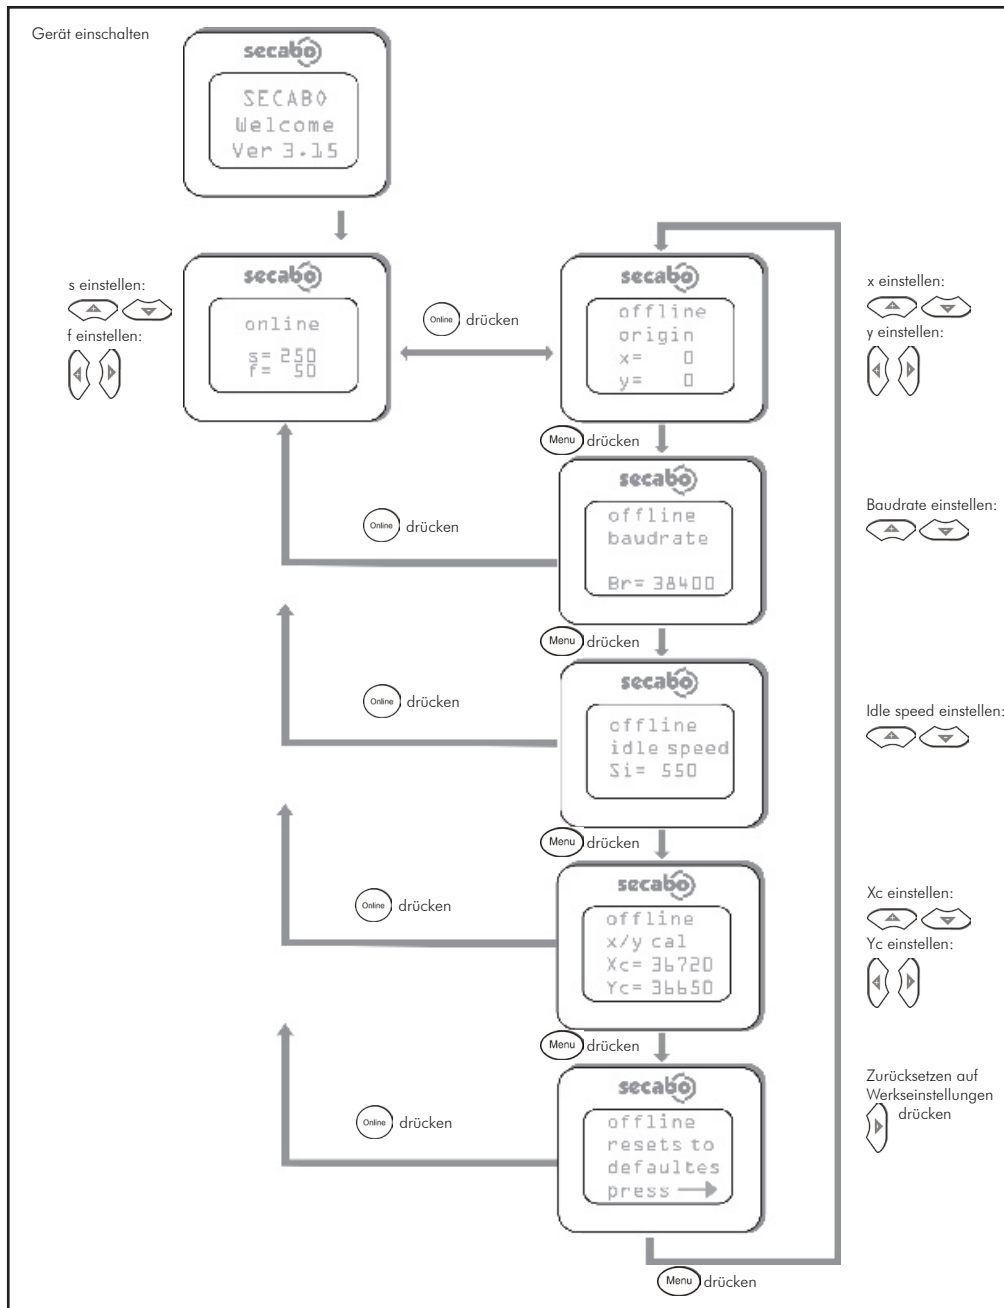 Gerät einschalten
secabo
SECABO
Welcome
Ver 3.15
secabo
online
s= 250
f= 50
s einstellen:
f einstellen:
Online drücken
secabo
offline
origin
x= 0
y= 0
x einstellen:
y einstellen:
Menu drücken
secabo
offline
baudrate
Br= 38400
Baudrate einstellen:
Online drücken
Menu drücken
secabo
offline
idle speed
Si= 550
Idle speed einstellen:
Online drücken
Menu drücken
secabo
offline
x/y cal
Xc= 36720
Yc= 36650
Xc einstellen:
Yc einstellen:
Online drücken
Menu drücken
secabo
offline
resets to
defaultes
press
Zurücksetzen auf
Werkseinstellungen
drücken
Online drücken
Menu drücken